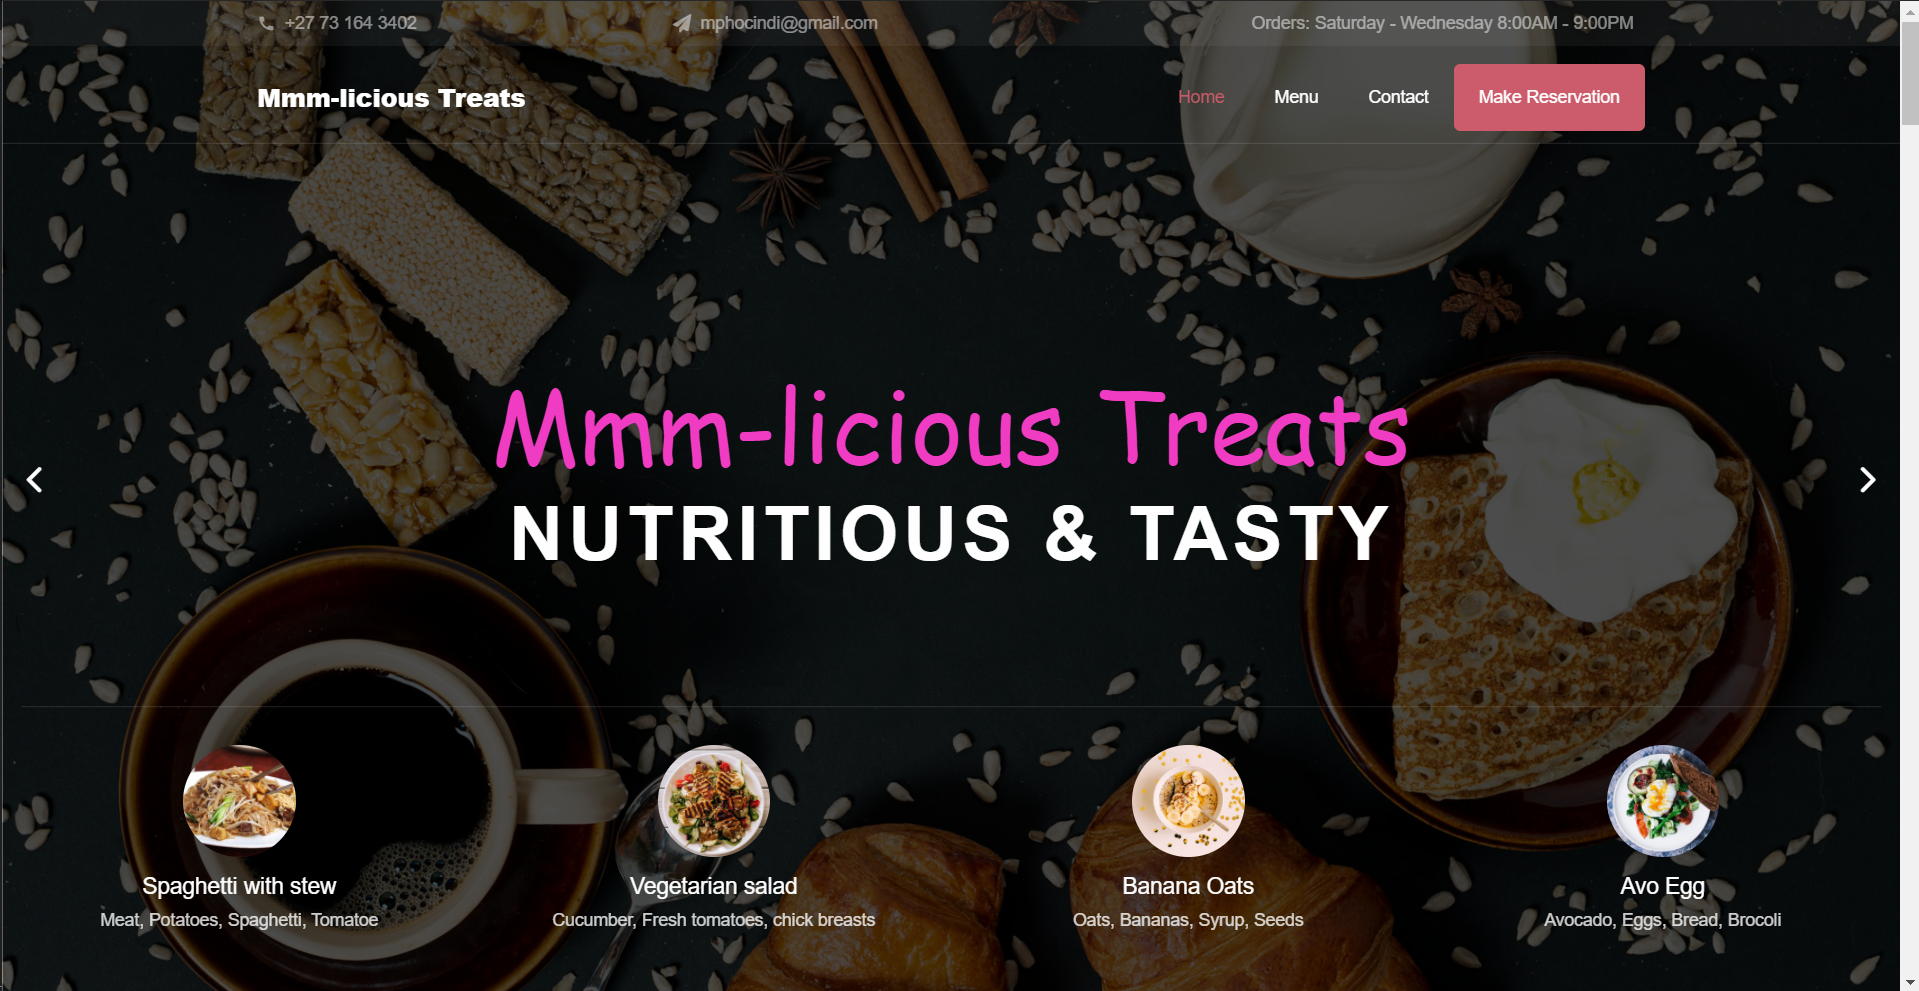 +27 73 164 3402
mphocindi@gmail.com
Orders: Saturday - Wednesday 8:00AM - 9:00PM
Mmm-licious Treats
Home
Menu
Contact
Make Reservation
Mmm-licious Treats
NUTRITIOUS & TASTY
Spaghetti with stew
Meat, Potatoes, Spaghetti, Tomatoe
Vegetarian salad
Cucumber, Fresh tomatoes, chick breasts
Banana Oats
Oats, Bananas, Syrup, Seeds
Avo Egg
Avocado, Eggs, Bread, Brocoli